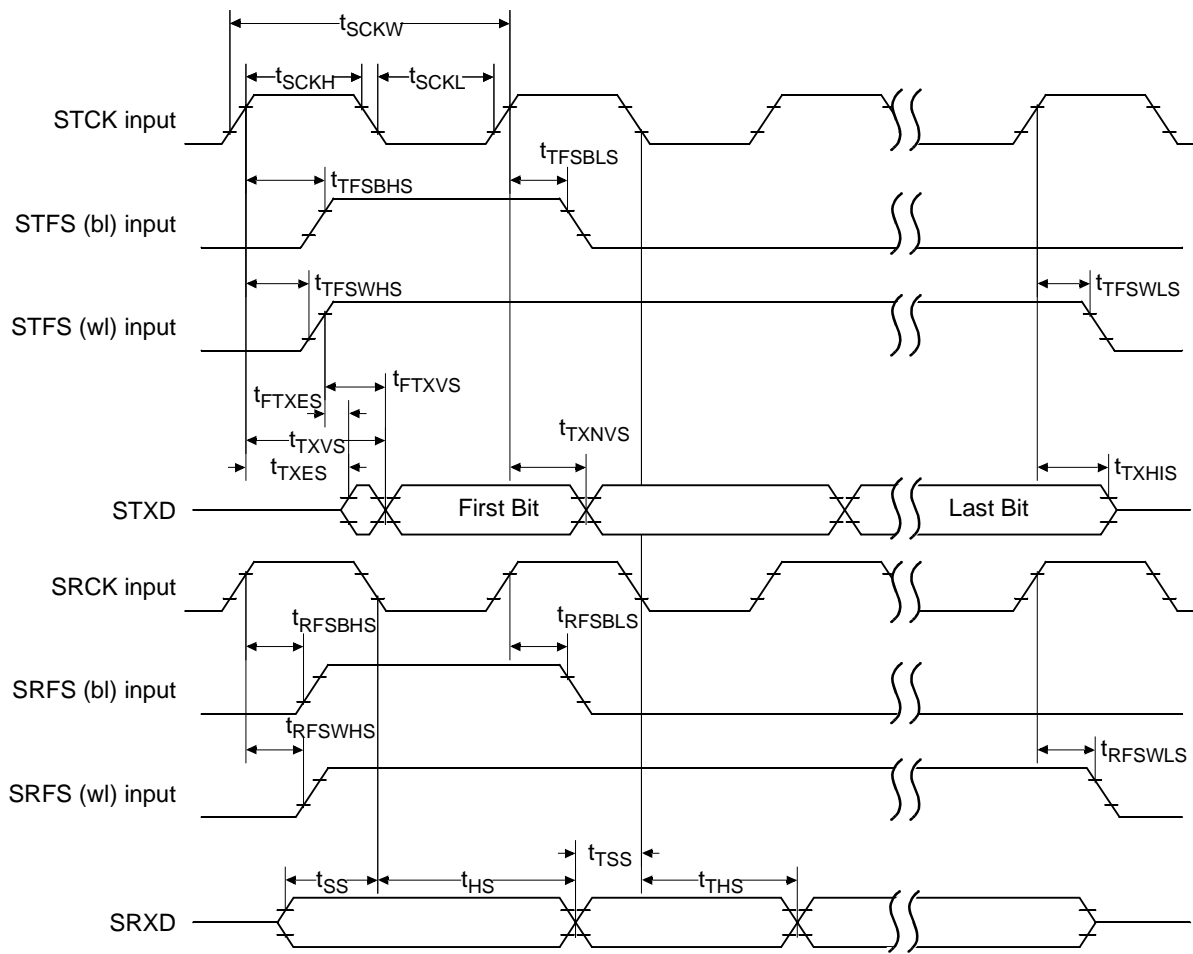 tSCKW
tSCKH
tSCKL
STCK input
tTFSBLS
tTFSBHS
STFS (bl) input
tTFSWHS
tTFSWLS
STFS (wl) input
tFTXVS
tFTXES
tTXVS
tTXNVS
tTXES
tTXHIS
STXD
First Bit
Last Bit
SRCK input
tRFSBHS
tRFSBLS
SRFS (bl) input
tRFSWHS
tRFSWLS
SRFS (wl) input
tTSS
tSS
tHS
tTHS
SRXD